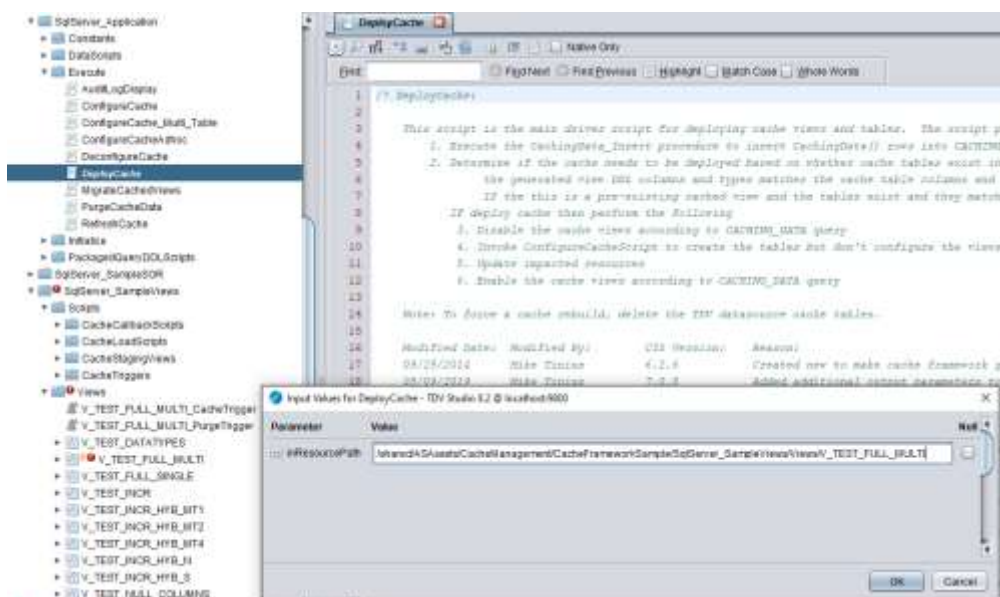 SqlServer_Application
Constants
DataScripts
Execute
AuditLogDisplay
ConfigureCache
ConfigureCache_Multi_Table
ConfigureCacheAdhoc
DeconfigureCache
DeployCache
MigrateCachedViews
PurgeCacheData
RefreshCache
Initialize
PackagedQueryDDLScripts
SqlServer_SampleSOR
SqlServer_SampleViews
Scripts
CacheCallbackScripts
CacheLoadScripts
CacheStagingViews
CacheTriggers
Views
V_TEST_FULL_MULTI_CacheTrigger
V_TEST_FULL_MULTI_PurgeTrigger
V_TEST_DATATYPES
V_TEST_FULL_MULTI
V_TEST_FULL_SINGLE
V_TEST_INCR
V_TEST_INCR_HYB_MT1
V_TEST_INCR_HYB_MT2
V_TEST_INCR_HYB_MT4
V_TEST_INCR_HYB_N
V_TEST_INCR_HYB_S
V_TEST_NULL_COLUMNS
DeployCache
Native Only
Find: Find Next Find Previous Highlight Match Case Whole Words
1 /* DeployCache:
2
3 This script is the main driver script for deploying cache views and tables. The script
4 1. Execute the CachingData_Insert procedure to insert CachingData() rows into CACHING
5 2. Determine if the cache needs to be deployed based on whether cache tables exist
6 the generated view DDL columns and types matches the cache table columns and
7 If the this is a pre-existing cached view and the tables exist and they match
8 IF deploy cache then perform the following
9 3. Disable the cache views according to CACHING_DATA query
10 4. Invoke ConfigureCacheScript to create the tables but don't configure the views
11 5. Update impacted resources
12 6. Enable the cache views according to CACHING_DATA query
13
14 Note: To force a cache rebuild, delete the TDV datasource cache tables.
15
16 Modified Date: Modified By: CIS Version: Reason:
17 Mike Tinius 6.2.6 Created new to make cache framework
18 Mike Tinius 7.0.8 Added additional output parameters
Input Values for DeployCache - TDV Studio 8.2 @ localhost:9800
Parameter Value Null
inResourcePath /shared/ASAssets/CacheManagement/CacheFrameworkSample/SqlServer_SampleViews/Views/V_TEST_FULL_MULTI
OK Cancel